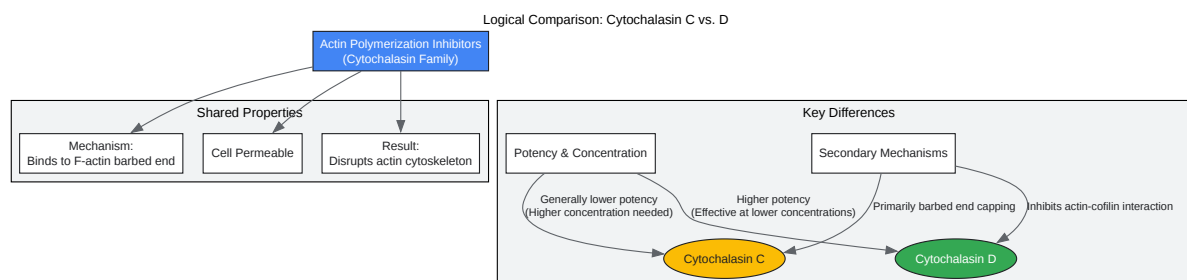 Logical Comparison: Cytochalasin C vs. D
Actin Polymerization Inhibitors
(Cytochalasin Family)
Shared Properties
Mechanism:
Binds to F-actin barbed end
Cell Permeable
Result:
Disrupts actin cytoskeleton
Key Differences
Potency & Concentration
Secondary Mechanisms
Generally lower potency
(Higher concentration needed)
Higher potency
(Effective at lower concentrations)
Primarily barbed end capping
Inhibits actin-cofilin interaction
Cytochalasin C
Cytochalasin D